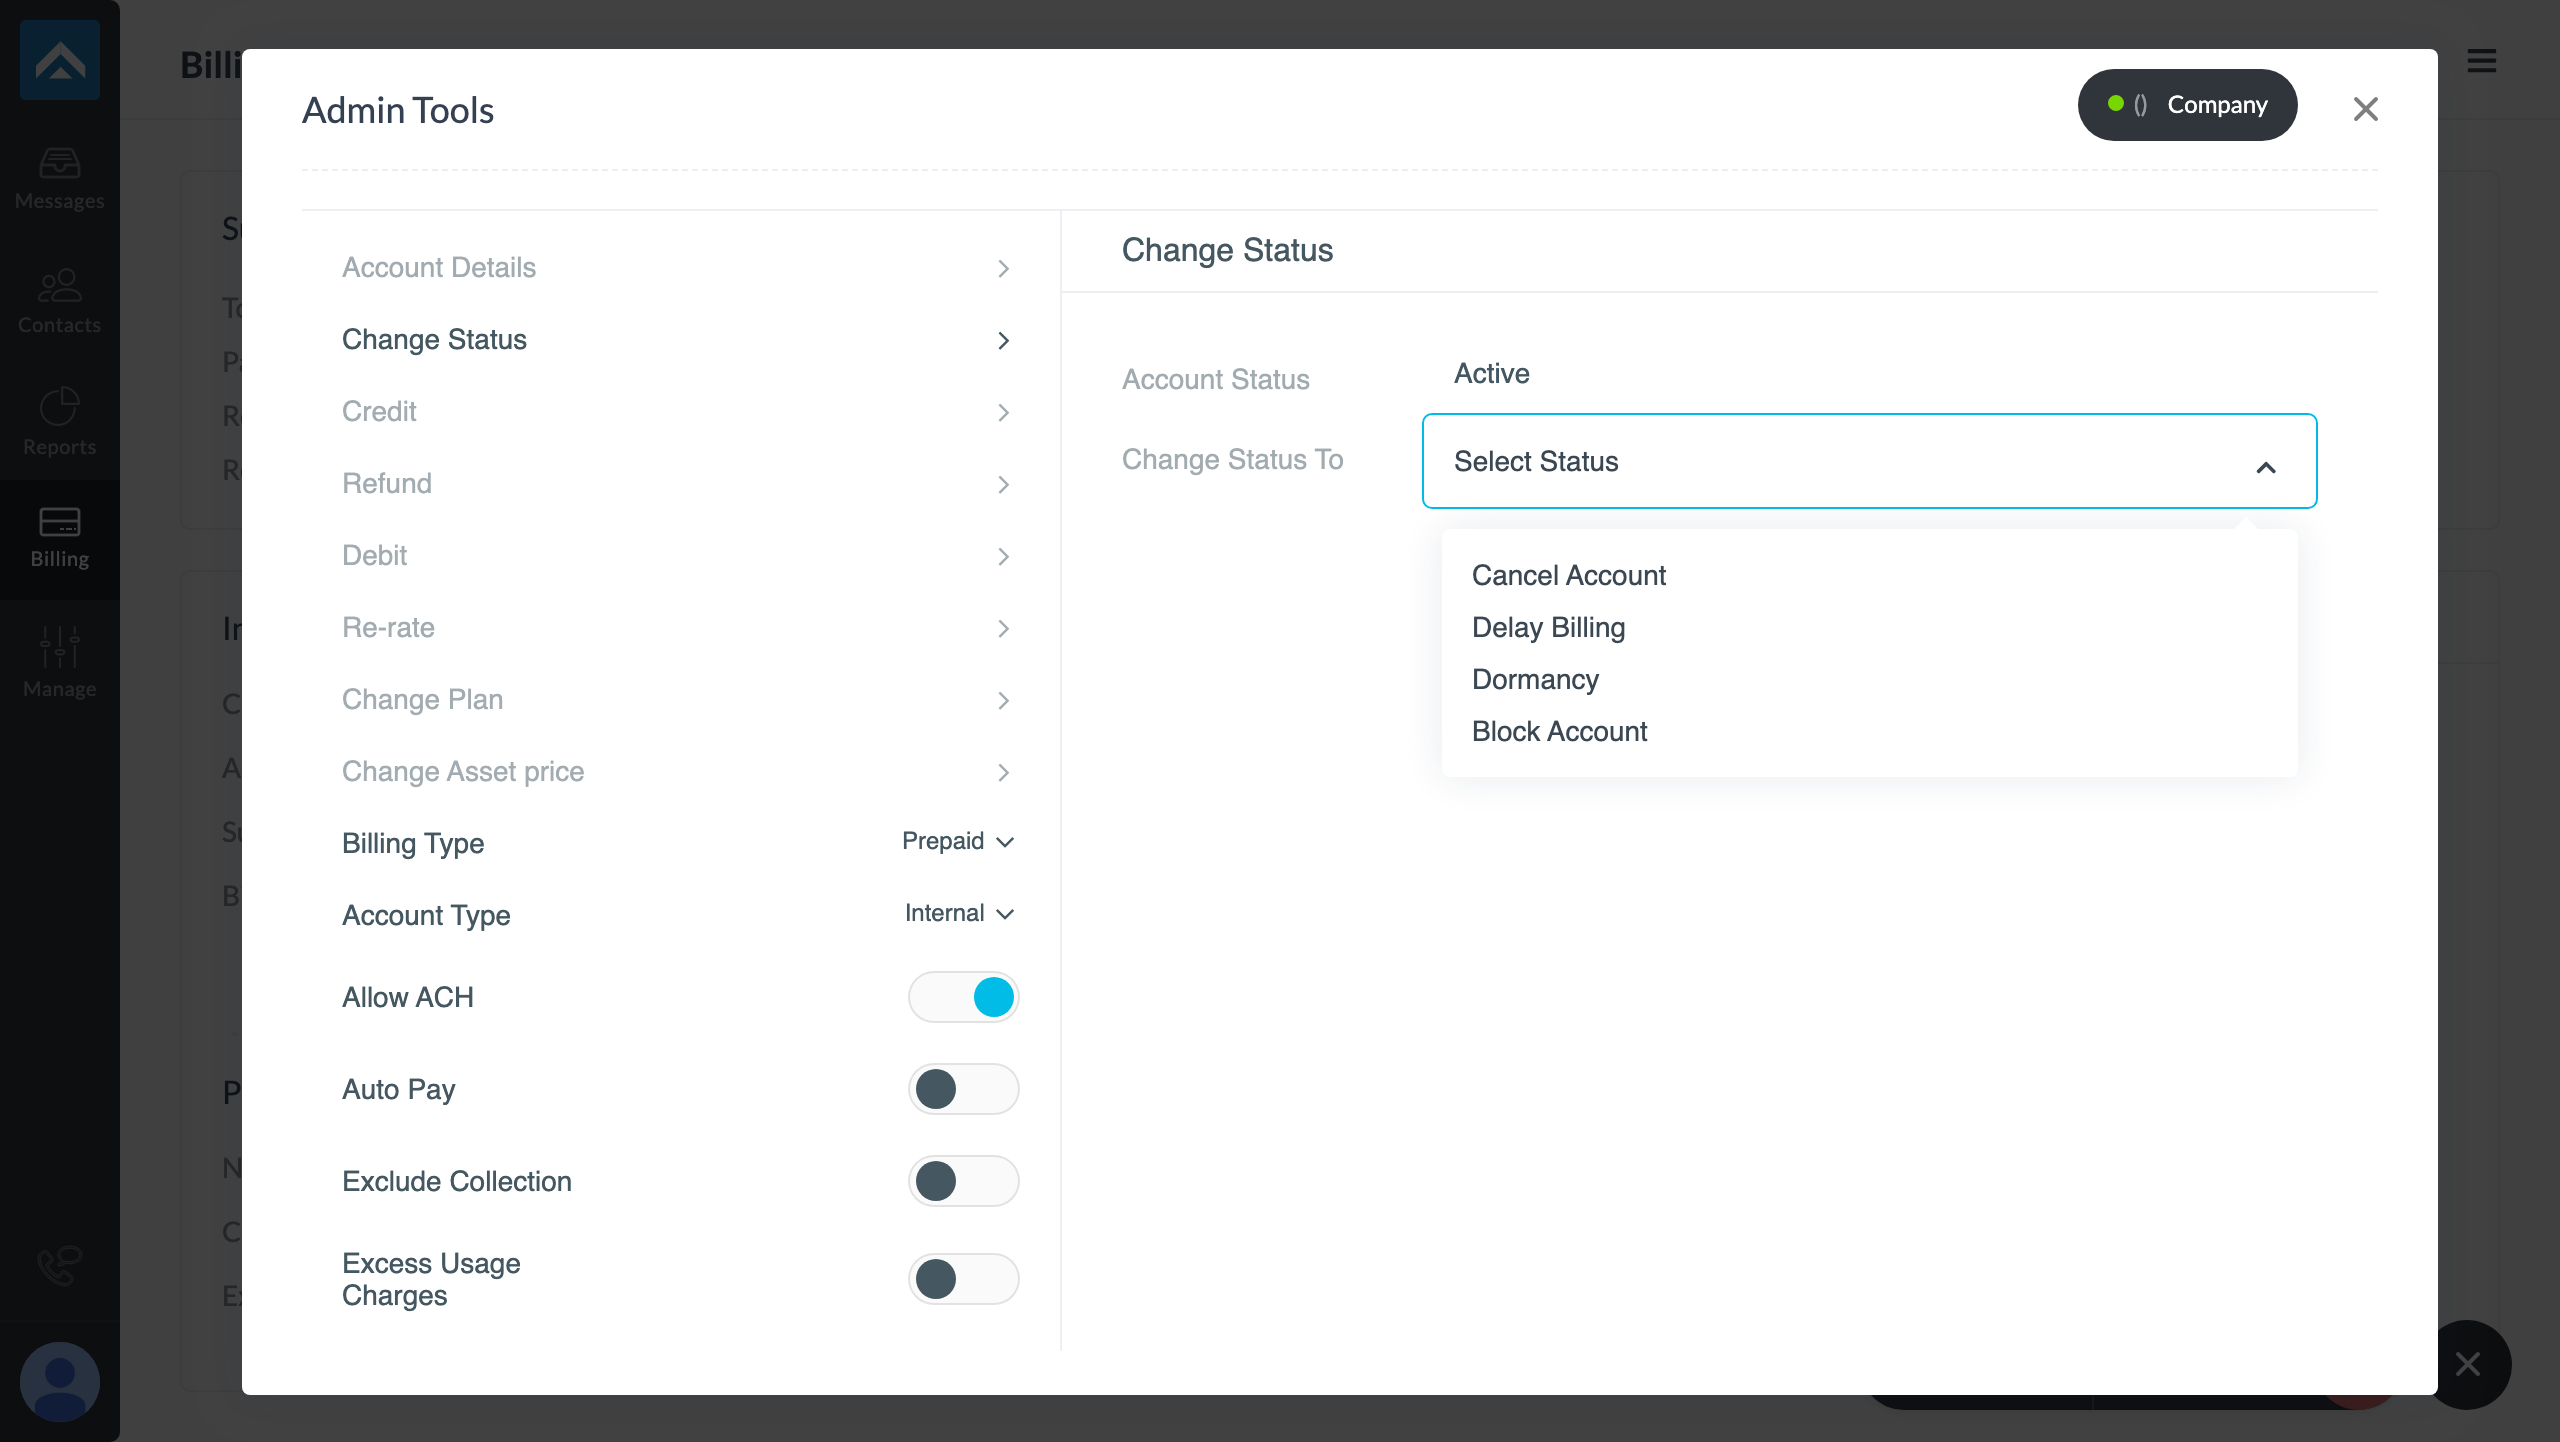 Messages
Contacts
Reports
Billing
Manage
Admin Tools
() Company
Account Details
Change Status
Credit
Refund
Debit
Re-rate
Change Plan
Change Asset price
Billing Type Prepaid
Account Type Internal
Allow ACH
Auto Pay
Exclude Collection
Excess Usage
Charges
Change Status
Account Status Active
Change Status To Select Status
Cancel Account
Delay Billing
Dormancy
Block Account